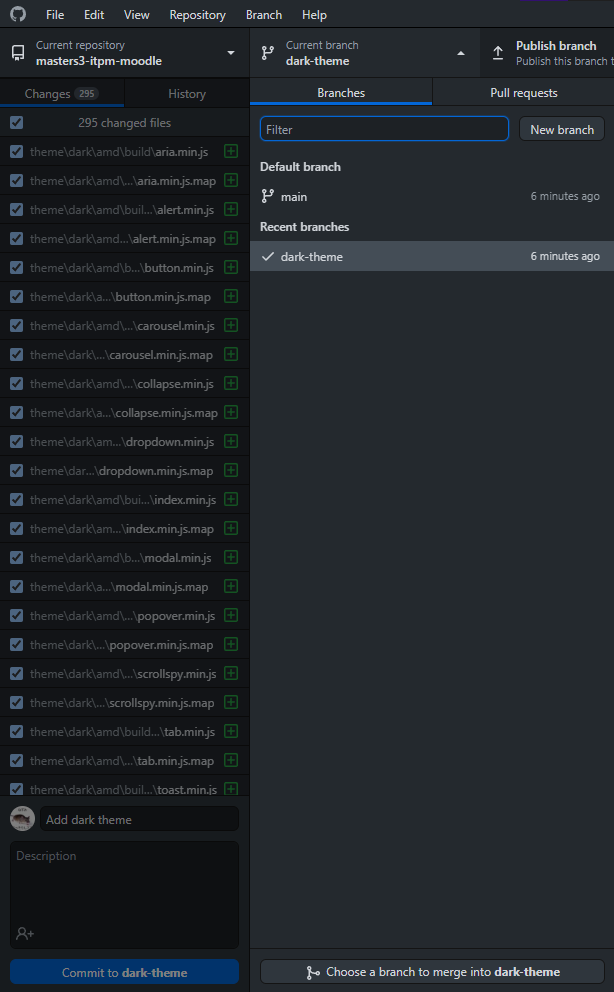 File Edit View Repository Branch Help
Current repository
masters3-itpm-moodle
Current branch
dark-theme
Publish branch
Publish this branch t
Changes 295
History
Branches
Pull requests
295 changed files
Filter
New branch
theme\dark\amd\build\aria.min.js
theme\dark\amd\...\aria.min.js.map
theme\dark\amd\buil...\alert.min.js
theme\dark\amd...\alert.min.js.map
theme\dark\amd\b...\button.min.js
theme\dark\a...\button.min.js.map
theme\dark\amd\...\carousel.min.js
theme\dark\...\carousel.min.js.map
theme\dark\amd\...\collapse.min.js
theme\dark\a...\collapse.min.js.map
theme\dark\am...\dropdown.min.js
theme\dar...\dropdown.min.js.map
theme\dark\amd\bui...\index.min.js
theme\dark\am...\index.min.js.map
theme\dark\amd\b...\modal.min.js
theme\dark\a...\modal.min.js.map
theme\dark\amd\...\popover.min.js
theme\dark\...\popover.min.js.map
theme\dark\amd\...\scrollspy.min.js
theme\dark\...\scrollspy.min.js.map
theme\dark\amd\build...\tab.min.js
theme\dark\amd\...\tab.min.js.map
theme\dark\amd\buil...\toast.min.js
Default branch
main 6 minutes ago
Recent branches
dark-theme 6 minutes ago
Add dark theme
Description
Commit to dark-theme
Choose a branch to merge into dark-theme